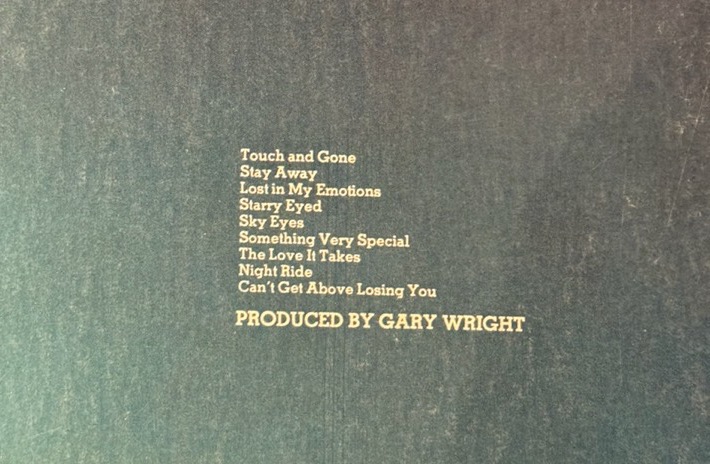 Touch and Gone
Stay Away
Lost in My Emotions
Starry Eyed
Sky Eyes
Something Very Special
The Love It Takes
Night Ride
Can't Get Above Losing You
PRODUCED BY GARY WRIGHT